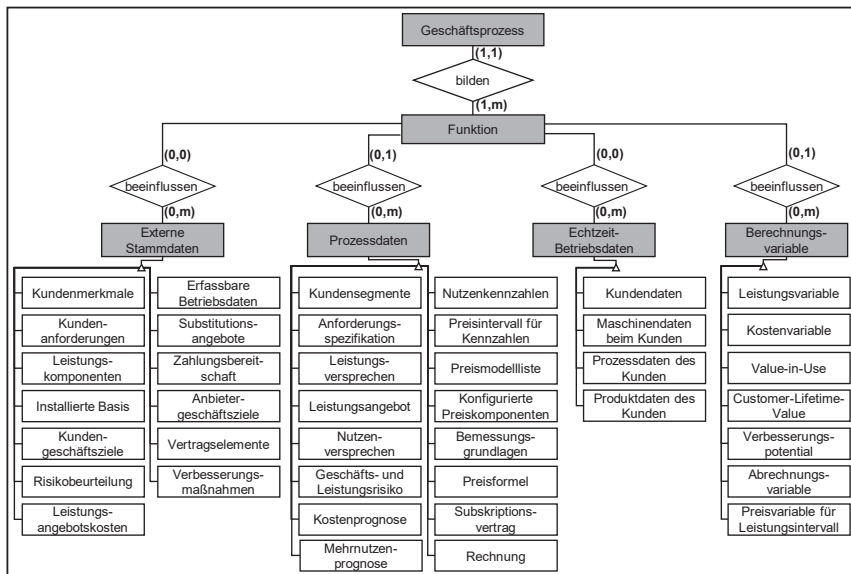 Geschäftsprozess
(1,1)
bilden
(1,m)
Funktion
(0,0)
(0,1)
(0,0)
(0,1)
beeinflussen
beeinflussen
beeinflussen
beeinflussen
(0,m)
(0,m)
(0,m)
(0,m)
Externe
Stammdaten
Prozessdaten
Echtzeit-
Betriebsdaten
Berechnungs-
variable
Kundenmerkmale
Kunden-
anforderungen
Leistungs-
komponenten
Installierte Basis
Kunden-
geschäftsziele
Risikobeurteilung
Leistungs-
angebotskosten
Erfassbare
Betriebsdaten
Substitutions-
angebote
Zahlungsbereit-
schaft
Anbieter-
geschäftsziele
Vertragselemente
Verbesserungs-
maßnahmen
Kundensegmente
Anforderungs-
spezifikation
Leistungs-
versprechen
Leistungsangebot
Nutzen-
versprechen
Geschäfts- und
Leistungsrisiko
Kostenprognose
Mehrnutzen-
prognose
Nutzenkennzahlen
Preisintervall für
Kennzahlen
Preismodellliste
Konfigurierte
Preiskomponenten
Bemessungs-
grundlagen
Preisformel
Subskriptions-
vertrag
Rechnung
Kundendaten
Maschinendaten
beim Kunden
Prozessdaten des
Kunden
Produktdaten des
Kunden
Leistungsvariable
Kostenvariable
Value-in-Use
Customer-Lifetime-
Value
Verbesserungs-
potential
Abrechnungs-
variable
Preisvariable für
Leistungsintervall